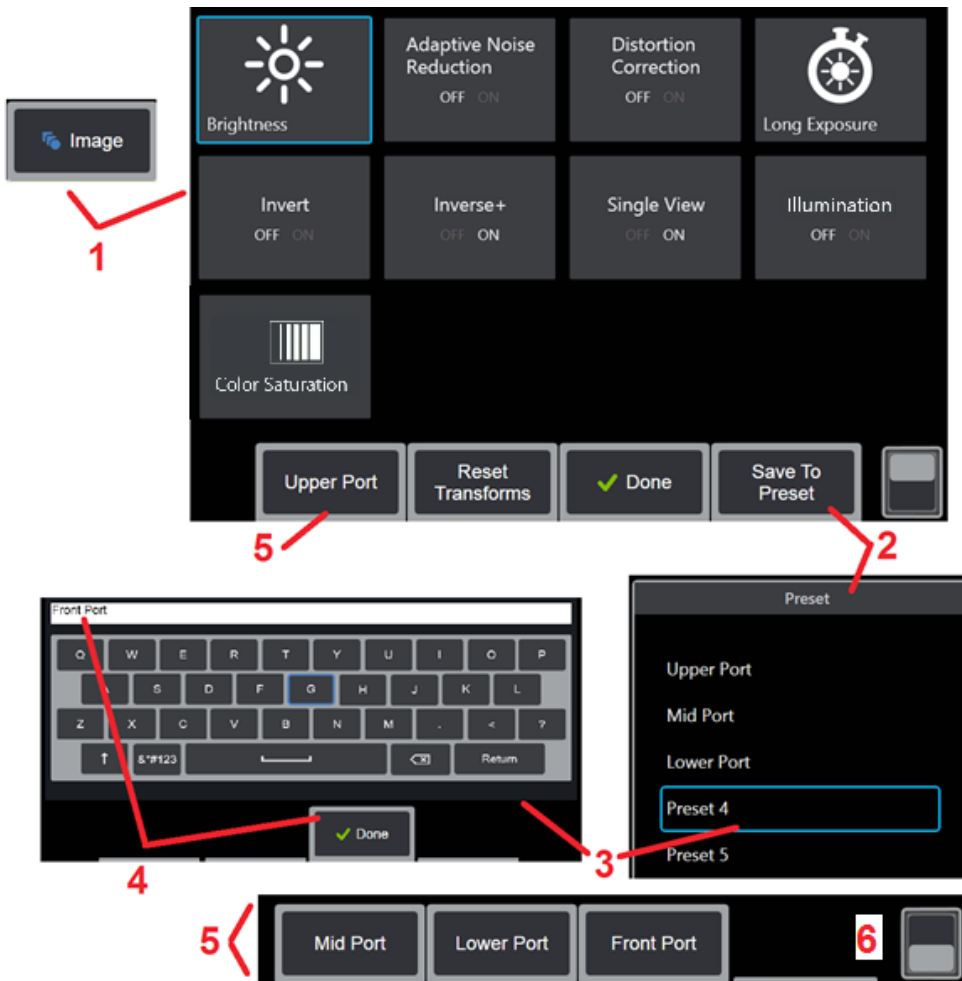 Image
1
Brightness
Adaptive Noise
Reduction
OFF ON
Distortion
Correction
OFF ON
Long Exposure
Invert
OFF ON
Inverse+
OFF ON
Single View
OFF ON
Illumination
OFF ON
Color Saturation
Upper Port
Reset
Transforms
Done
Save To
Preset
5
2
Front Port
Q W E R T Y U I O P
A S D F G H J K L
Z X C V B N M . < ?
↑ &*#123 Return
Done
4
Preset
Upper Port
Mid Port
Lower Port
Preset 4
Preset 5
3
5
Mid Port
Lower Port
Front Port
6